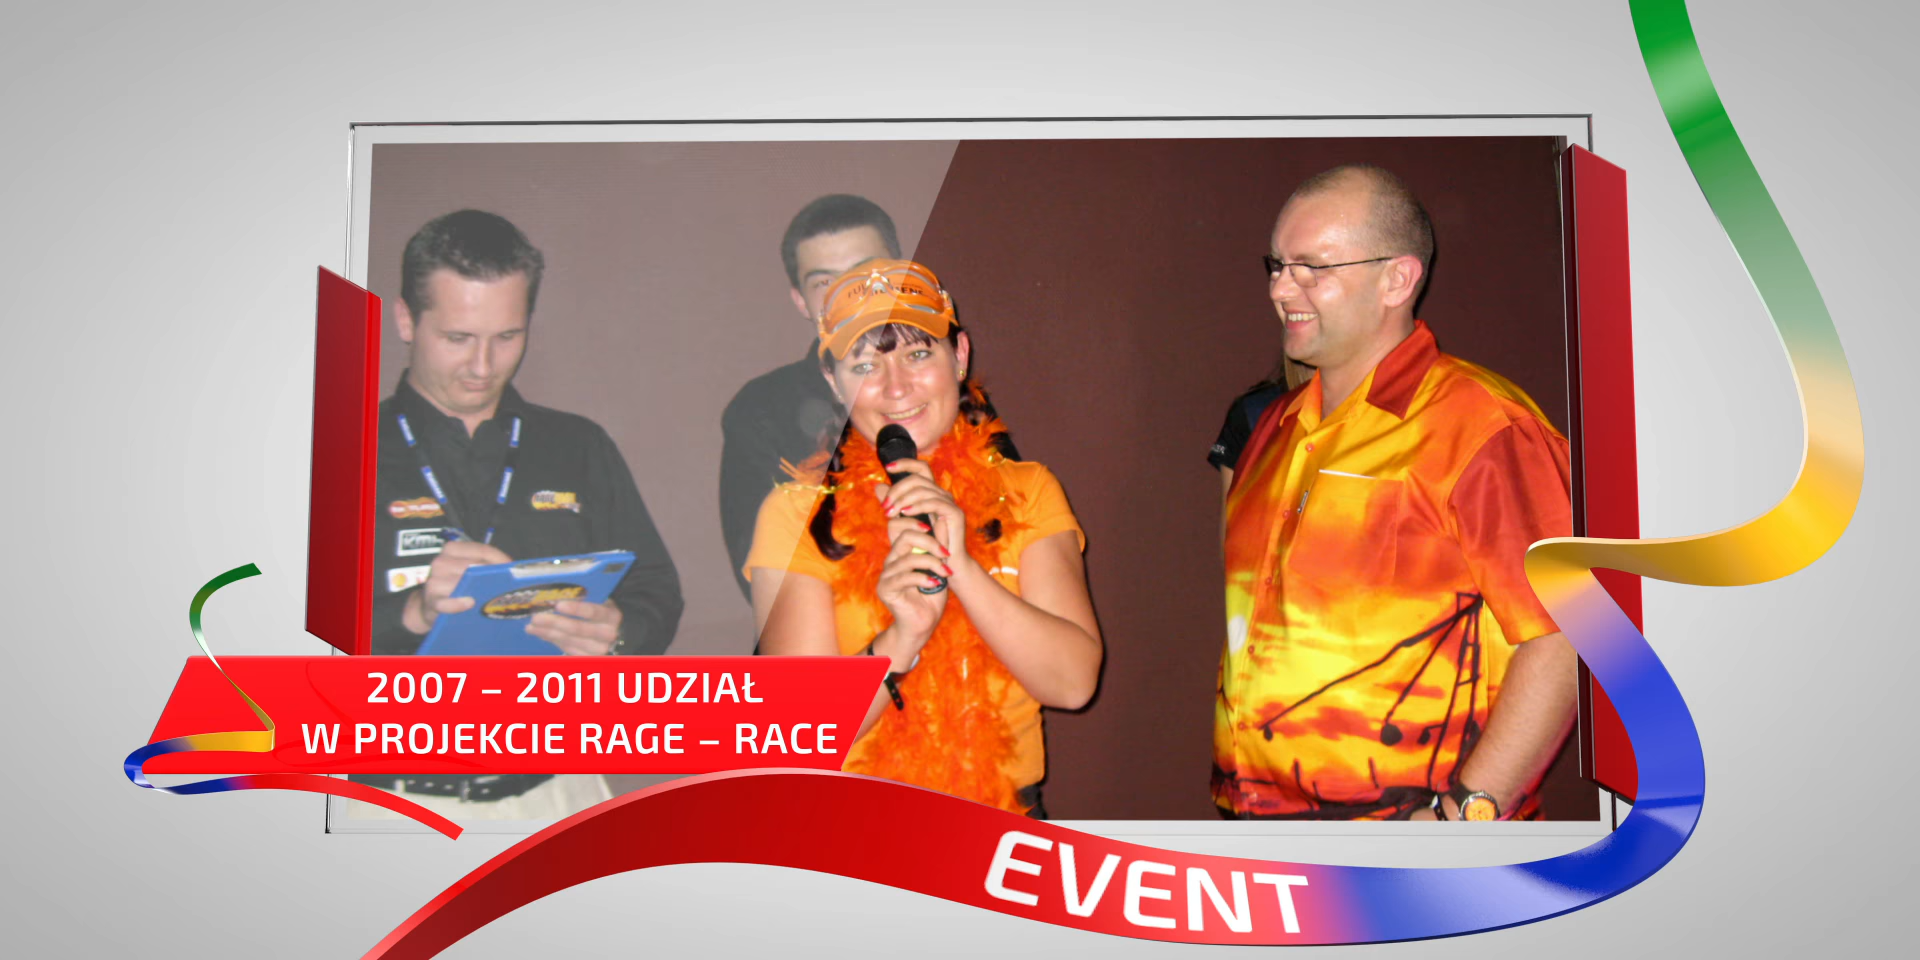 2007 – 2011 UDZIAŁ
W PROJEKCIE RAGE – RACE
EVENT